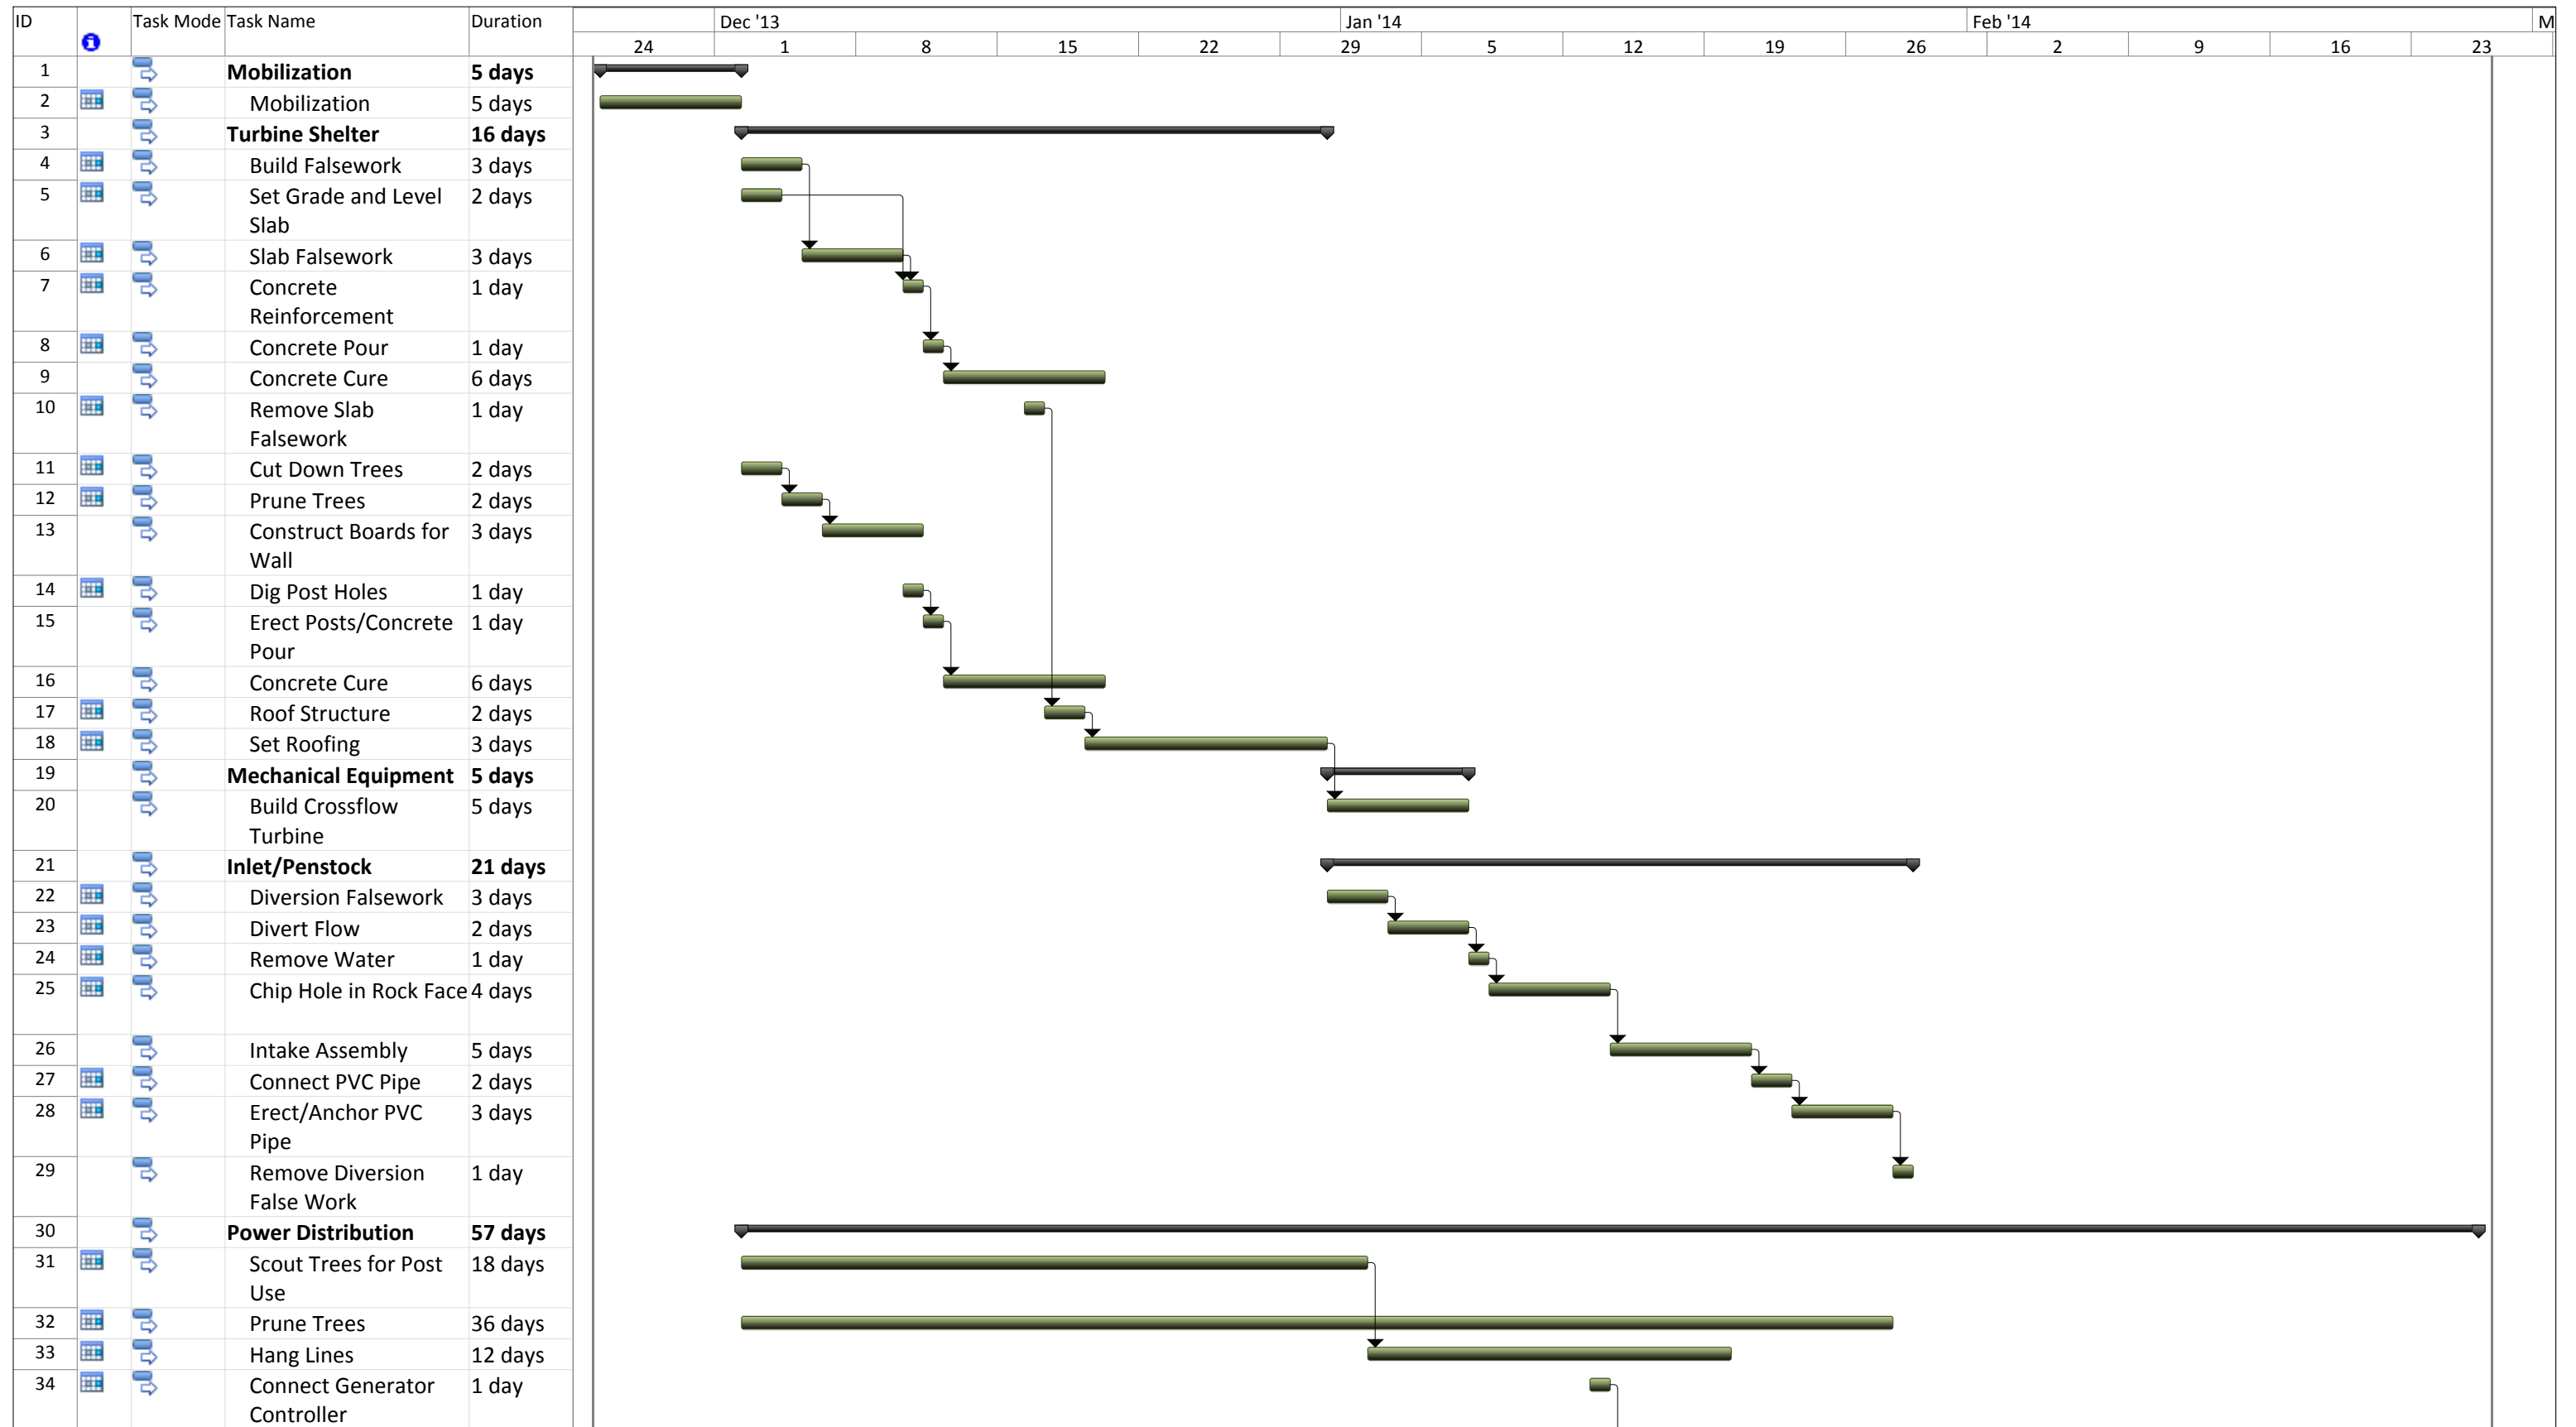 ID Task Mode Task Name Duration Dec '13 Jan '14 Feb '14 M
24 1 8 15 22 29 5 12 19 26 2 9 16 23
1 Mobilization 5 days
2 Mobilization 5 days
3 Turbine Shelter 16 days
4 Build Falsework 3 days
5 Set Grade and Level 2 days
Slab
6 Slab Falsework 3 days
7 Concrete 1 day
Reinforcement
8 Concrete Pour 1 day
9 Concrete Cure 6 days
10 Remove Slab 1 day
Falsework
11 Cut Down Trees 2 days
12 Prune Trees 2 days
13 Construct Boards for 3 days
Wall
14 Dig Post Holes 1 day
15 Erect Posts/Concrete 1 day
Pour
16 Concrete Cure 6 days
17 Roof Structure 2 days
18 Set Roofing 3 days
19 Mechanical Equipment 5 days
20 Build Crossflow 5 days
Turbine
21 Inlet/Penstock 21 days
22 Diversion Falsework 3 days
23 Divert Flow 2 days
24 Remove Water 1 day
25 Chip Hole in Rock Face 4 days
26 Intake Assembly 5 days
27 Connect PVC Pipe 2 days
28 Erect/Anchor PVC 3 days
Pipe
29 Remove Diversion 1 day
False Work
30 Power Distribution 57 days
31 Scout Trees for Post 18 days
Use
32 Prune Trees 36 days
33 Hang Lines 12 days
34 Connect Generator 1 day
Controller